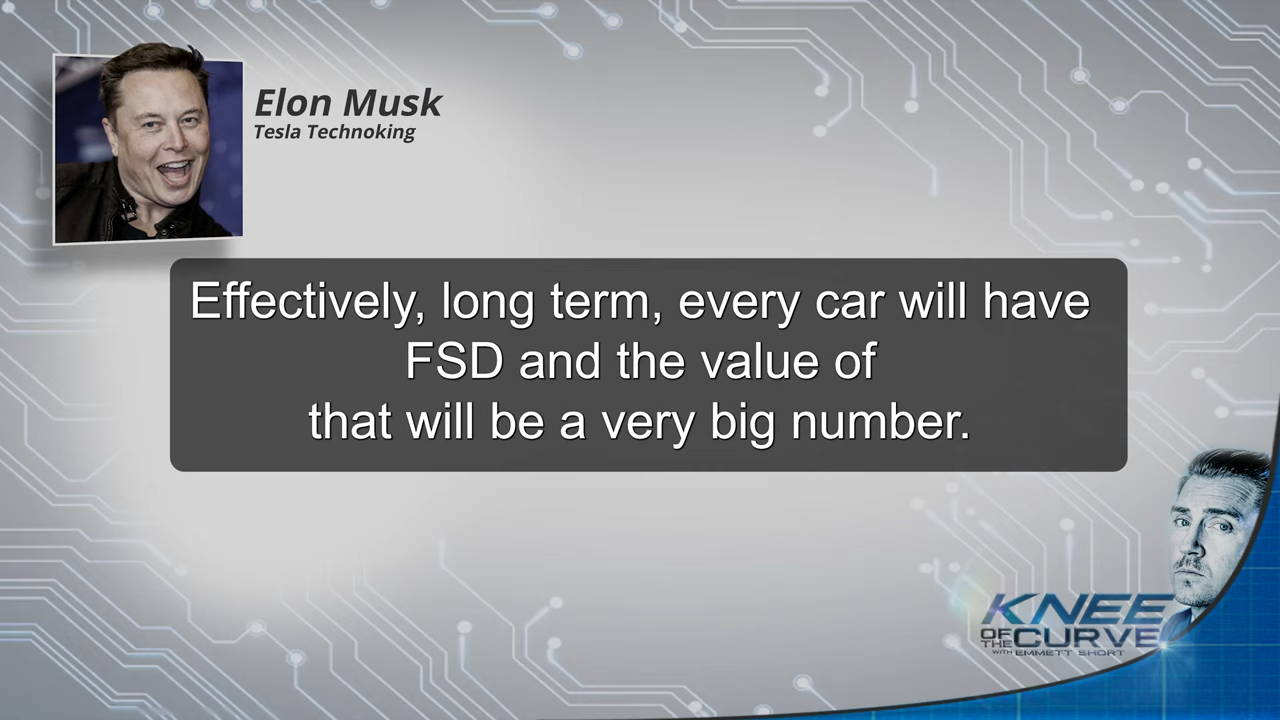 Elon Musk
Tesla Technoking
Effectively, long term, every car will have
FSD and the value of
that will be a very big number.
KNEE
OF THE CURVE
WITH EMMETT SHORT